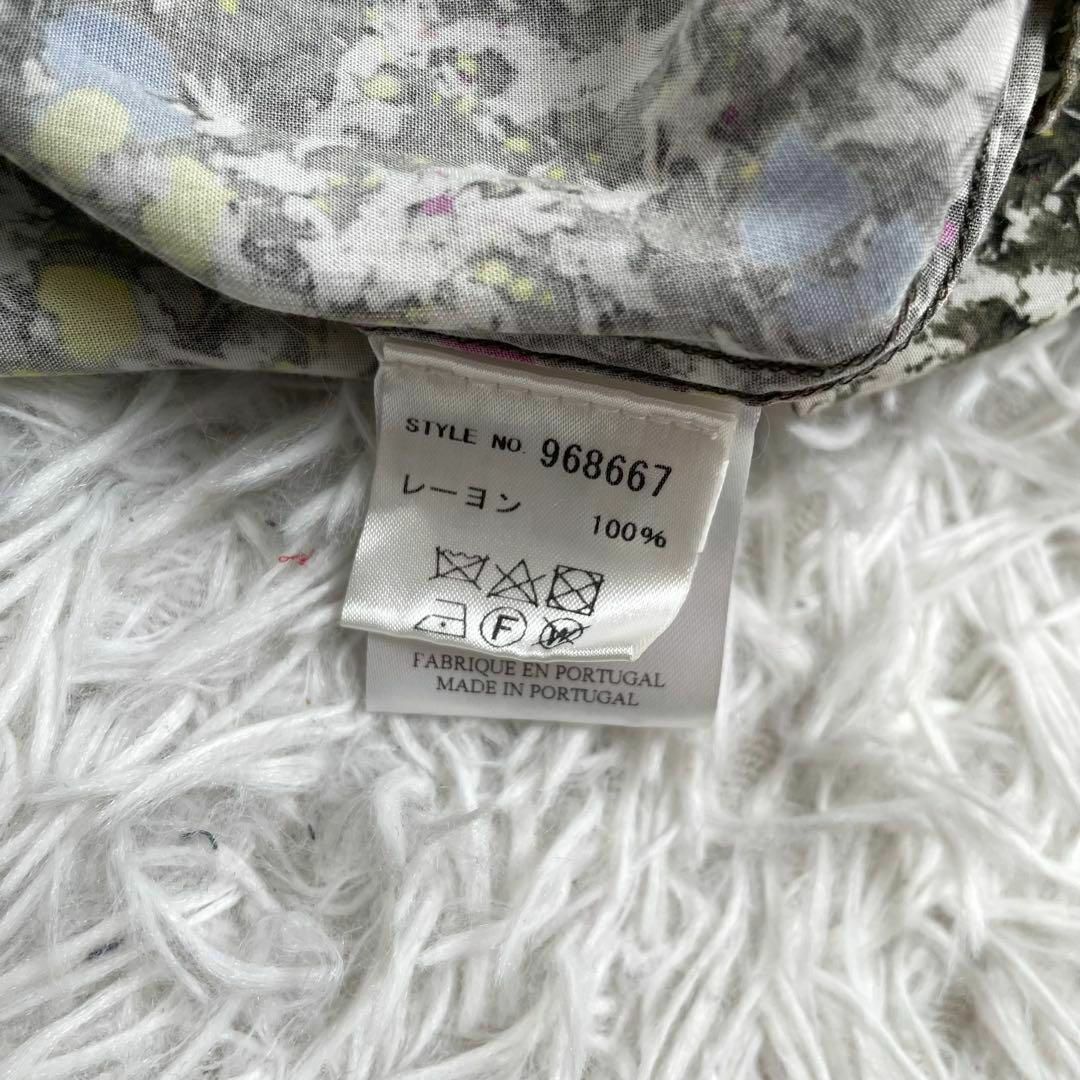 STYLE NO. 968667
レーヨン 100%
F W
FABRIQUE EN PORTUGAL
MADE IN PORTUGAL